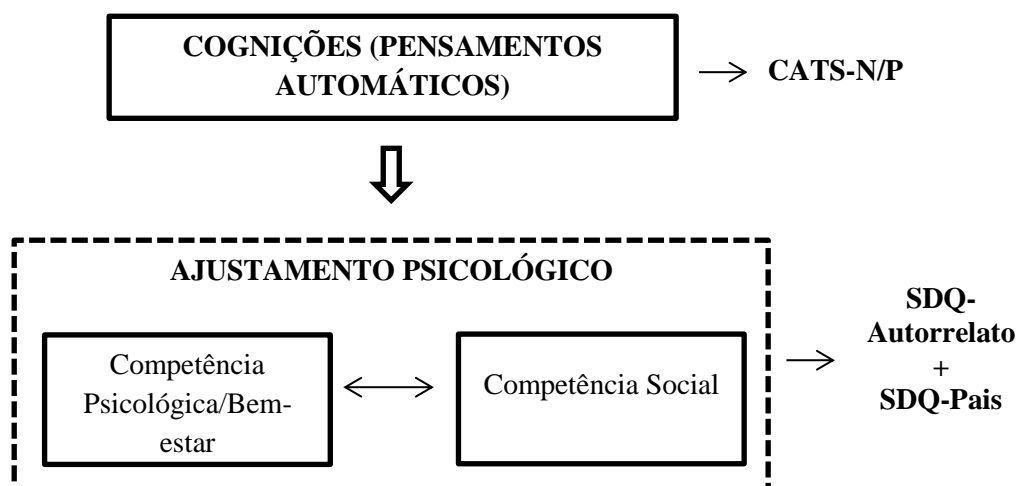 COGNIÇÕES (PENSAMENTOS
AUTOMÁTICOS)
CATS-N/P
AJUSTAMENTO PSICOLÓGICO
Competência
Psicológica/Bem-
estar
Competência Social
SDQ-
Autorrelato
+
SDQ-Pais